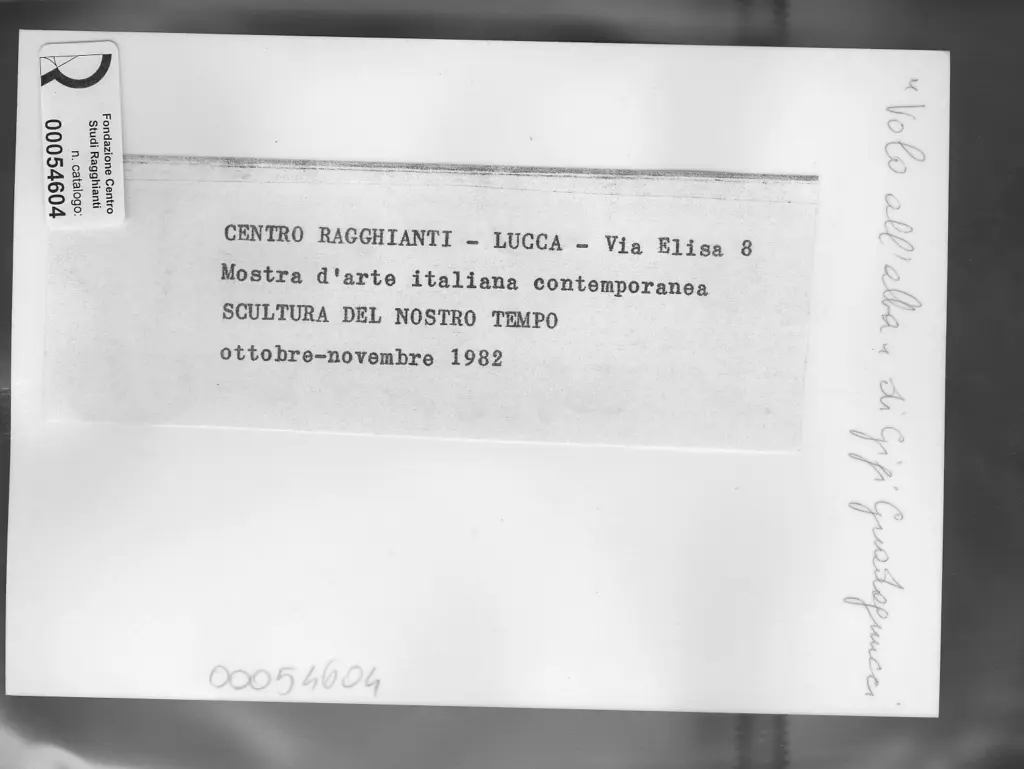 Fondazione Centro
Studi Ragghianti
n. catalogo:
00054604
CENTRO RAGGHIANTI - LUCCA - Via Elisa 8
Mostra d'arte italiana contemporanea
SCULTURA DEL NOSTRO TEMPO
ottobre-novembre 1982
"Volo all'alba" di Gigi Guadagnucci
00054604